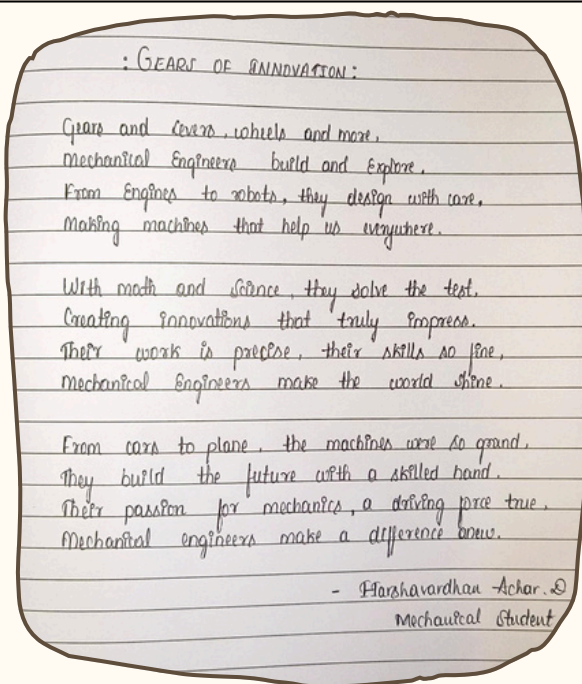 : GEARS OF INNOVATION :
Gears and Levers, wheels and more,
Mechanical Engineers build and Explore.
From Engines to robots, they design with care,
Making machines that help us everywhere.
With math and Science, they solve the test.
Creating innovations that truly impress.
Their work is precise, their skills so fine,
Mechanical Engineers make the world shine.
From cars to plane, the machines were so grand,
They build the future with a skilled hand.
Their passion for mechanics, a driving force true,
Mechanical engineers make a difference anew.
- Harshavardhan Achar. D
Mechanical Student